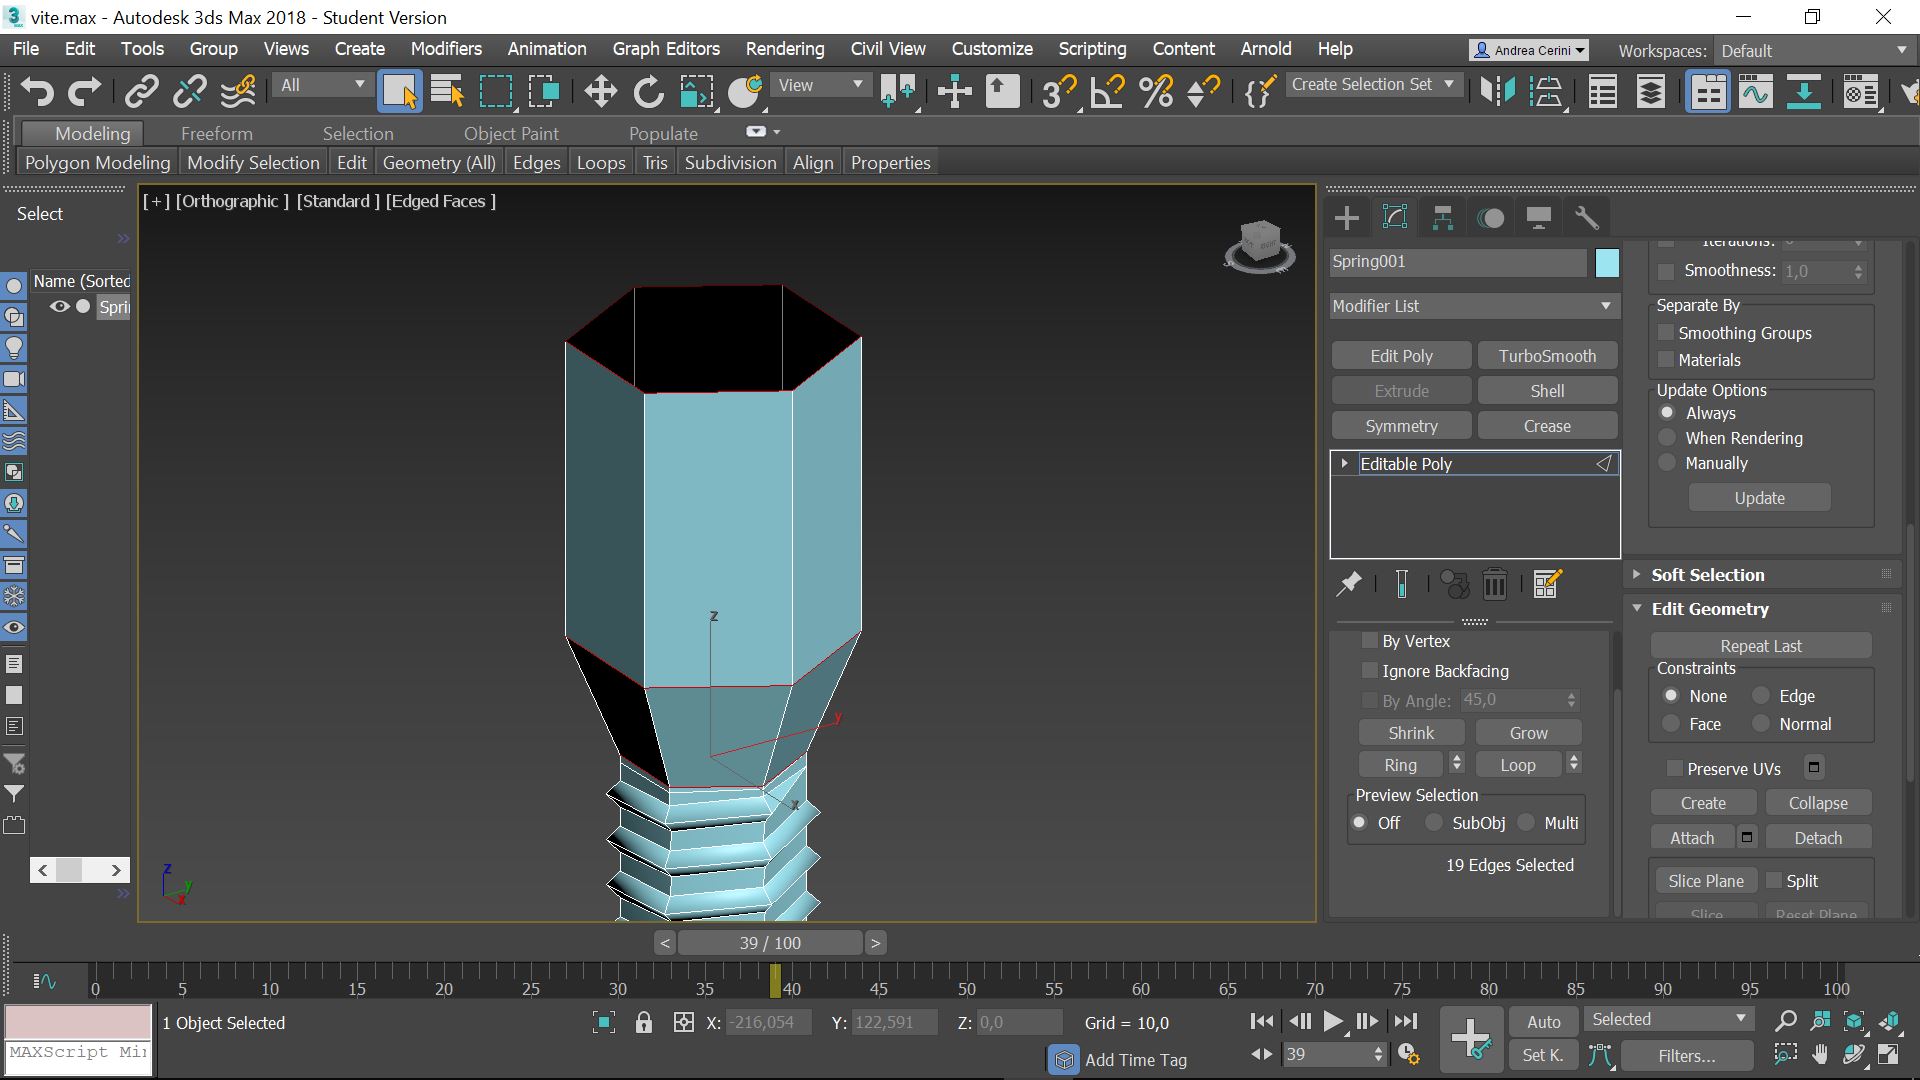 vite.max - Autodesk 3ds Max 2018 - Student Version
File Edit Tools Group Views Create Modifiers Animation Graph Editors Rendering Civil View Customize Scripting Content Arnold Help
Andrea Cerini
Workspaces: Default
All
View
Create Selection Set
Modeling Freeform Selection Object Paint Populate
Polygon Modeling Modify Selection Edit Geometry (All) Edges Loops Tris Subdivision Align Properties
Select
Name (Sorted
Spri
[+] [Orthographic ] [Standard ] [Edged Faces ]
z
y
x
z
y
x
Spring001
Modifier List
Edit Poly TurboSmooth
Extrude Shell
Symmetry Crease
Editable Poly
By Vertex
Ignore Backfacing
By Angle: 45,0
Shrink Grow
Ring Loop
Preview Selection
Off SubObj Multi
19 Edges Selected
Iterations:
Smoothness: 1,0
Separate By
Smoothing Groups
Materials
Update Options
Always
When Rendering
Manually
Update
Soft Selection
Edit Geometry
Repeat Last
Constraints
None Edge
Face Normal
Preserve UVs
Create Collapse
Attach Detach
Slice Plane Split
Slice Reset Plane
< 39 / 100 >
0 5 10 15 20 25 30 35 40 45 50 55 60 65 70 75 80 85 90 95 100
1 Object Selected
X: -216,054 Y: 122,591 Z: 0,0 Grid = 10,0
Auto Selected
MAXScript Mi
Add Time Tag
39
Set K. Filters...